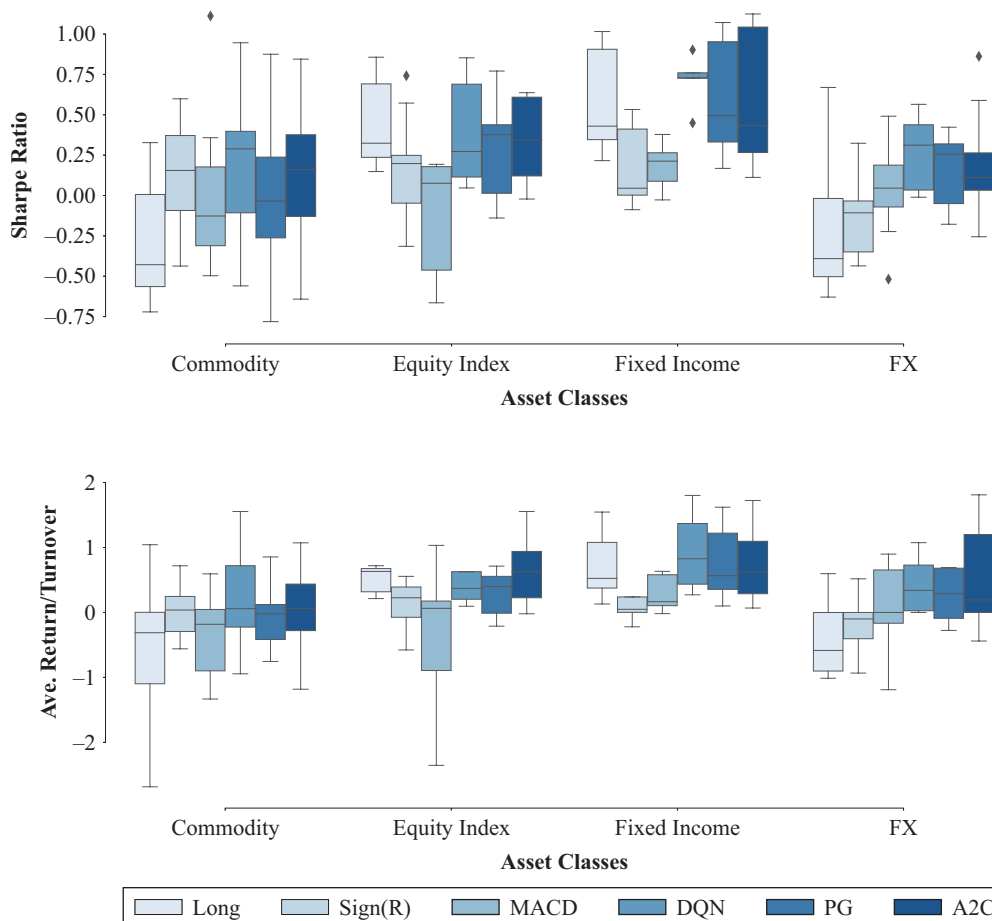 1.00
0.75
0.50
0.25
0.00
–0.25
–0.50
–0.75
Sharpe Ratio
Commodity Equity Index Fixed Income FX
Asset Classes
2
1
0
–1
–2
Ave. Return/Turnover
Commodity Equity Index Fixed Income FX
Asset Classes
Long Sign(R) MACD DQN PG A2C